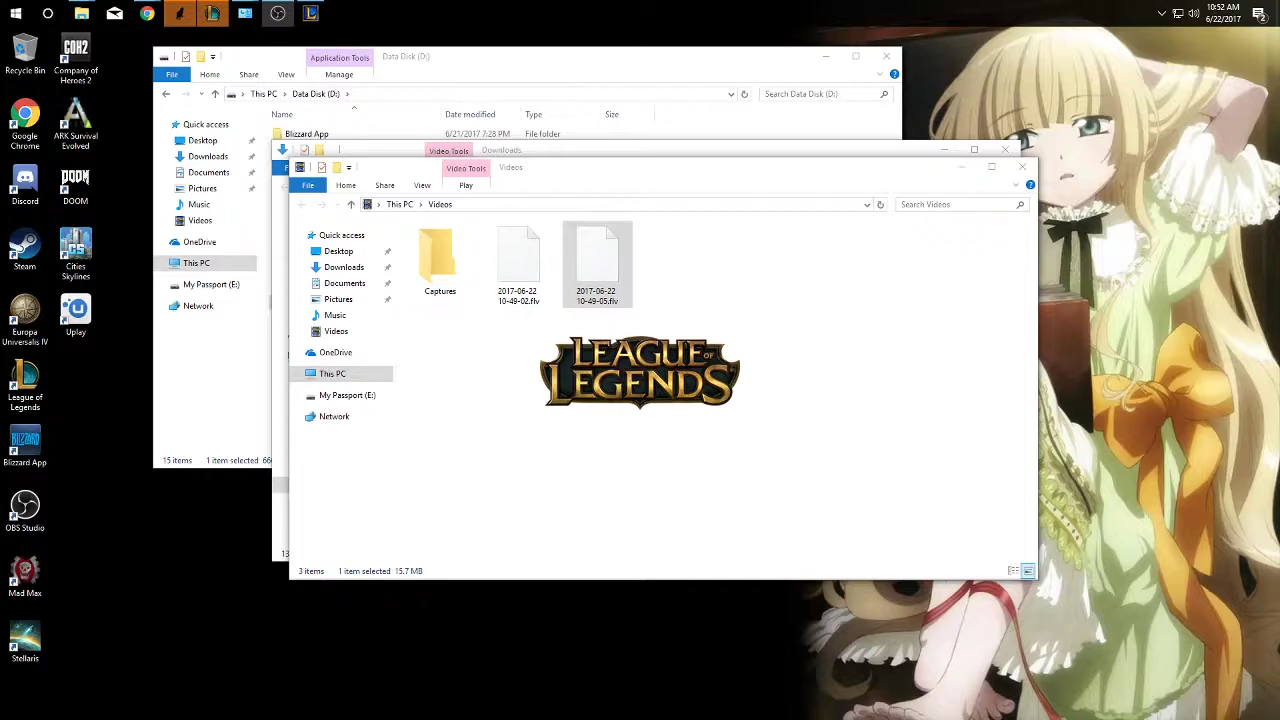 10:52 AM
6/22/2017
2
Recycle Bin
Company of
Heroes 2
COH2
Google
Chrome
ARK Survival
Evolved
Discord
DOOM
DOOM
Steam
Cities
Skylines
Europa
Universalis IV
Uplay
League of
Legends
Blizzard App
BLIZZARD
OBS Studio
Mad Max
Stellaris
Application Tools
Data Disk (D:)
File
Home
Share
View
Manage
This PC
Data Disk (D:)
Search Data Disk (D:)
Name
Date modified
Type
Size
Blizzard App
6/21/2017 7:28 PM
File folder
Quick access
Desktop
Downloads
Documents
Pictures
Music
Videos
OneDrive
This PC
My Passport (E:)
Network
15 items
1 item selected
66
Video Tools
Downloads
F
13
Video Tools
Videos
File
Home
Share
View
Play
This PC
Videos
Search Videos
Quick access
Desktop
Downloads
Documents
Pictures
Music
Videos
OneDrive
This PC
My Passport (E:)
Network
Captures
2017-06-22
10-49-02.flv
2017-06-22
10-49-05.flv
LEAGUE OF
LEGENDS
3 items
1 item selected 15.7 MB